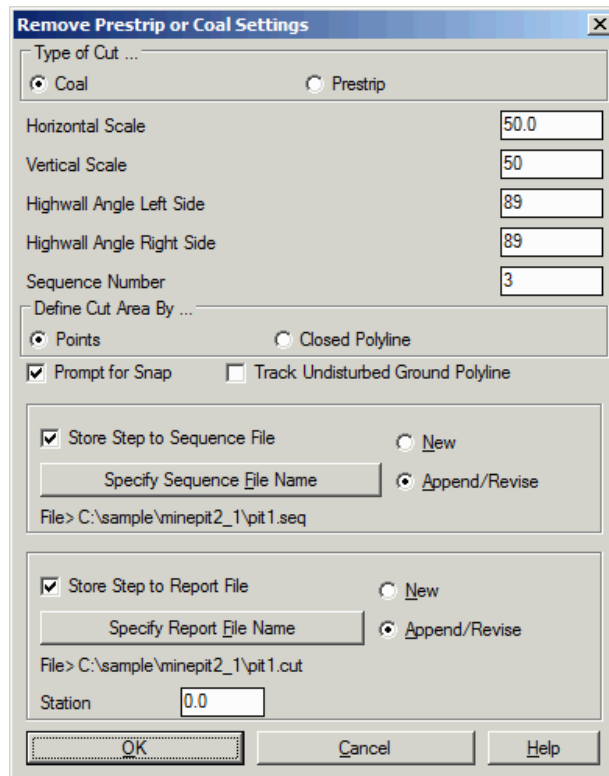 Remove Prestrip or Coal Settings
Type of Cut ...
Coal Prestrip
Horizontal Scale 50.0
Vertical Scale 50
Highwall Angle Left Side 89
Highwall Angle Right Side 89
Sequence Number 3
Define Cut Area By ...
Points Closed Polyline
Prompt for Snap Track Undisturbed Ground Polyline
Store Step to Sequence File New
Specify Sequence File Name Append/Revise
File> C:\sample\minepit2_1\pit1.seq
Store Step to Report File New
Specify Report File Name Append/Revise
File> C:\sample\minepit2_1\pit1.cut
Station 0.0
OK Cancel Help